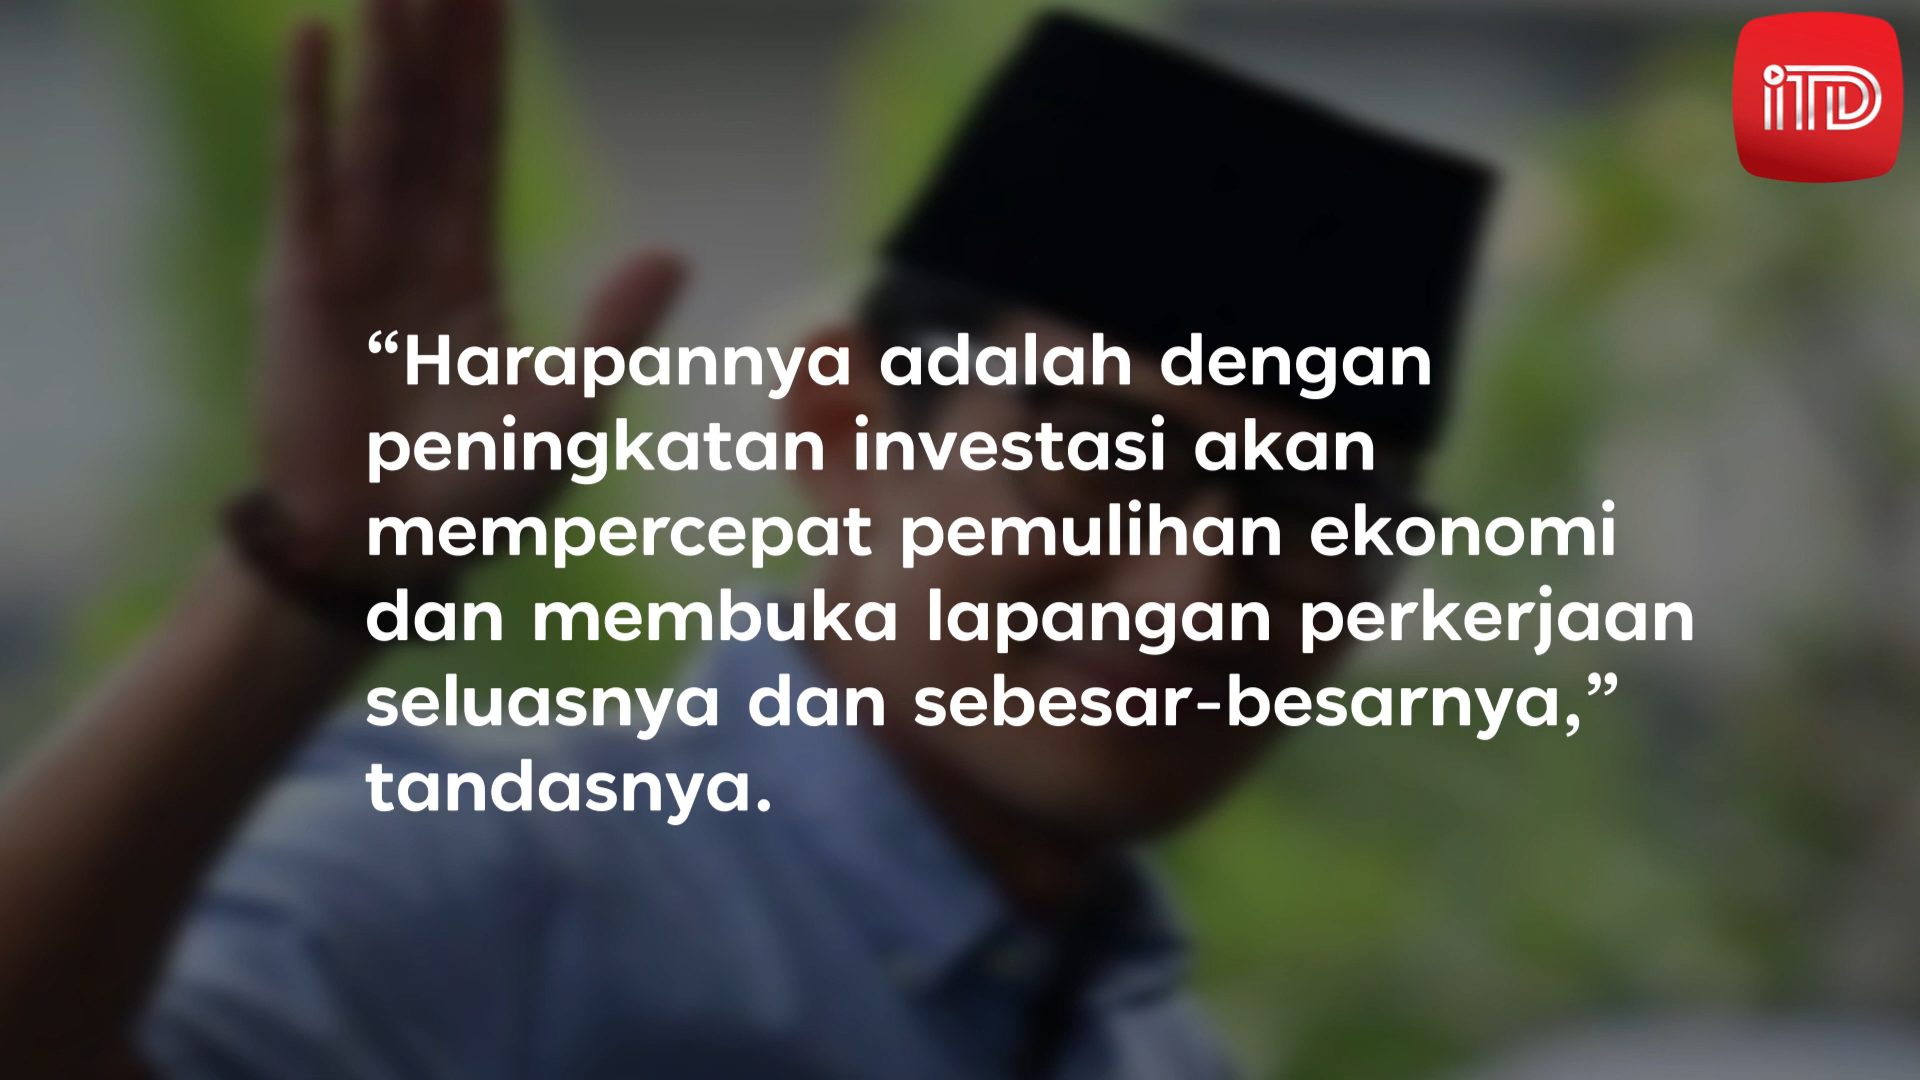 iTD
“Harapannya adalah dengan
peningkatan investasi akan
mempercepat pemulihan ekonomi
dan membuka lapangan perkerjaan
seluasnya dan sebesar-besarnya,”
tandasnya.